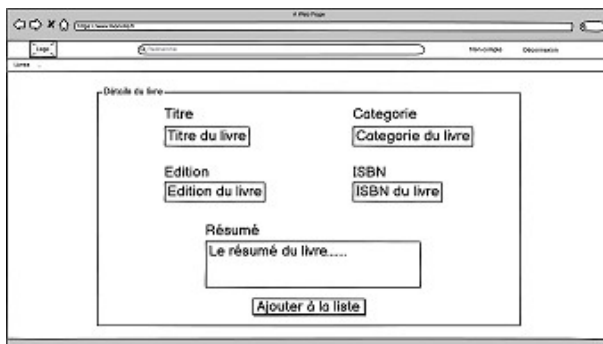 A Web Page
Logo
Recherche
Mon compte
Déconnexion
Livres
Détails du livre
Titre
Categorie
Titre du livre
Categorie du livre
Edition
ISBN
Edition du livre
ISBN du livre
Résumé
Le résumé du livre.....
Ajouter à la liste